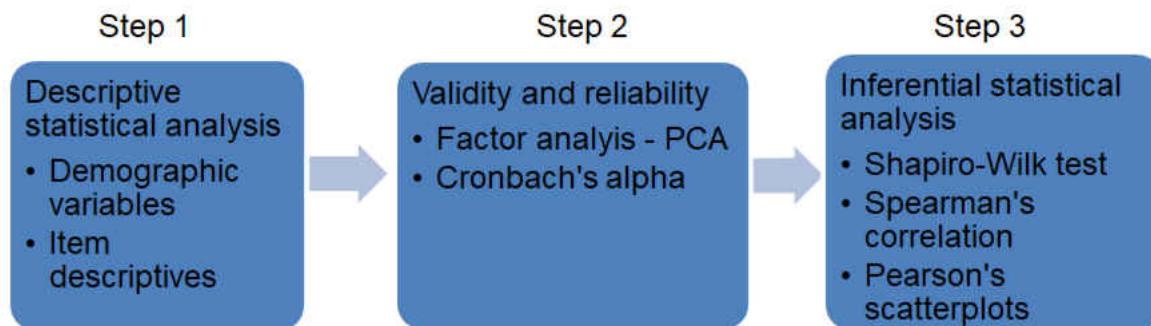 Step 1
Descriptive
statistical analysis
• Demographic
variables
• Item
descriptives
Step 2
Validity and reliability
• Factor analyis - PCA
• Cronbach's alpha
Step 3
Inferential statistical
analysis
• Shapiro-Wilk test
• Spearman's
correlation
• Pearson's
scatterplots